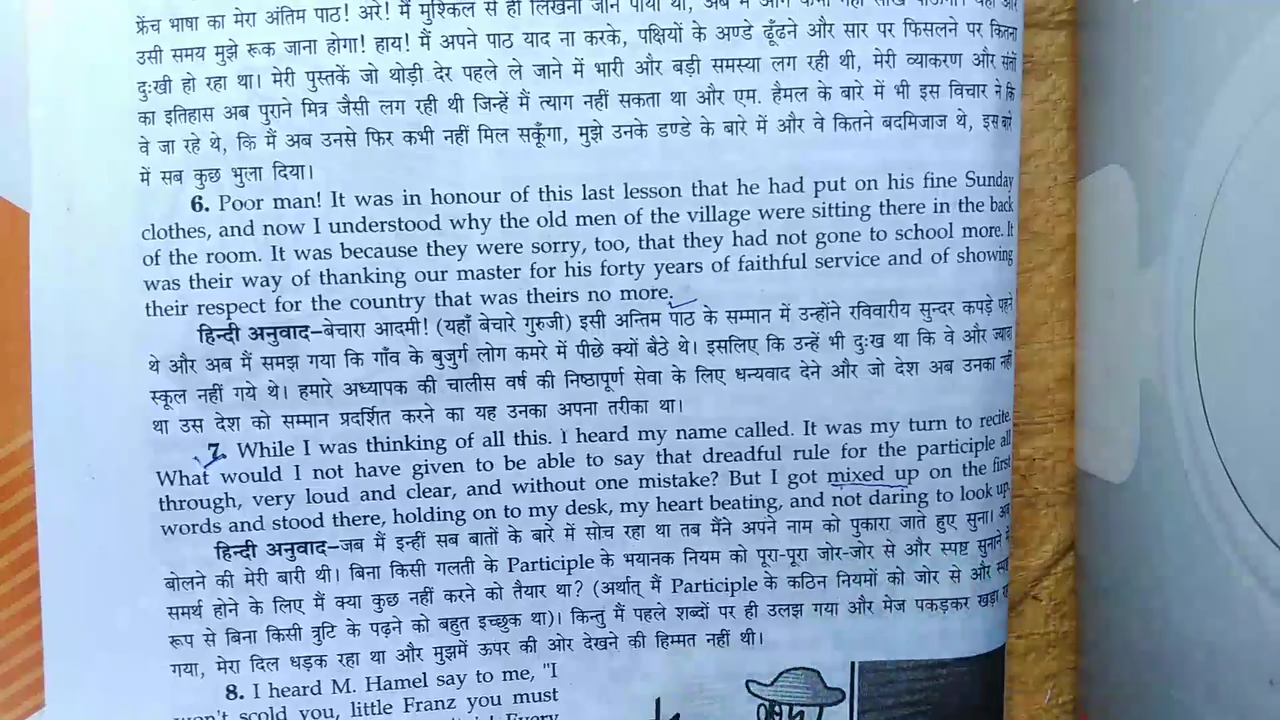 फ्रेंच भाषा का मेरा अंतिम पाठ! अरे! मैं मुश्किल से ही लिखना जान पाया था, अब मैं आगे
उसी समय मुझे रूक जाना होगा! हाय! मैं अपने पाठ याद ना करके, पक्षियों के अण्डे ढूँढने और सार पर फिसलने पर कितना
दुःखी हो रहा था। मेरी पुस्तकें जो थोड़ी देर पहले ले जाने में भारी और बड़ी समस्या लग रही थी, मेरी व्याकरण और संतों
का इतिहास अब पुराने मित्र जैसी लग रही थी जिन्हें मैं त्याग नहीं सकता था और एम. हैमल के बारे में भी इस विचार ने कि
वे जा रहे थे, कि मैं अब उनसे फिर कभी नहीं मिल सकूँगा, मुझे उनके डण्डे के बारे में और वे कितने बदमिजाज थे, इस बारे
में सब कुछ भुला दिया।
6. Poor man! It was in honour of this last lesson that he had put on his fine Sunday
clothes, and now I understood why the old men of the village were sitting there in the back
of the room. It was because they were sorry, too, that they had not gone to school more. It
was their way of thanking our master for his forty years of faithful service and of showing
their respect for the country that was theirs no more.
हिन्दी अनुवाद–बेचारा आदमी! (यहाँ बेचारे गुरुजी) इसी अन्तिम पाठ के सम्मान में उन्होंने रविवारीय सुन्दर कपड़े पहने
थे और अब मैं समझ गया कि गाँव के बुजुर्ग लोग कमरे में पीछे क्यों बैठे थे। इसलिए कि उन्हें भी दुःख था कि वे और ज्यादा
स्कूल नहीं गये थे। हमारे अध्यापक की चालीस वर्ष की निष्ठापूर्ण सेवा के लिए धन्यवाद देने और जो देश अब उनका नहीं
था उस देश को सम्मान प्रदर्शित करने का यह उनका अपना तरीका था।
7. While I was thinking of all this. I heard my name called. It was my turn to recite.
What would I not have given to be able to say that dreadful rule for the participle all
through, very loud and clear, and without one mistake? But I got mixed up on the first
words and stood there, holding on to my desk, my heart beating, and not daring to look up.
हिन्दी अनुवाद–जब मैं इन्हीं सब बातों के बारे में सोच रहा था तब मैंने अपने नाम को पुकारा जाते हुए सुना। अब
बोलने की मेरी बारी थी। बिना किसी गलती के Participle के भयानक नियम को पूरा-पूरा जोर-जोर से और स्पष्ट सुनाने में
समर्थ होने के लिए मैं क्या कुछ नहीं करने को तैयार था? (अर्थात् मैं Participle के कठिन नियमों को जोर से और स्पष्ट
रूप से बिना किसी त्रुटि के पढ़ने को बहुत इच्छुक था)। किन्तु मैं पहले शब्दों पर ही उलझ गया और मेज पकड़कर खड़ा रह
गया, मेरा दिल धड़क रहा था और मुझमें ऊपर की ओर देखने की हिम्मत नहीं थी।
8. I heard M. Hamel say to me, "I
won't scold you, little Franz you must